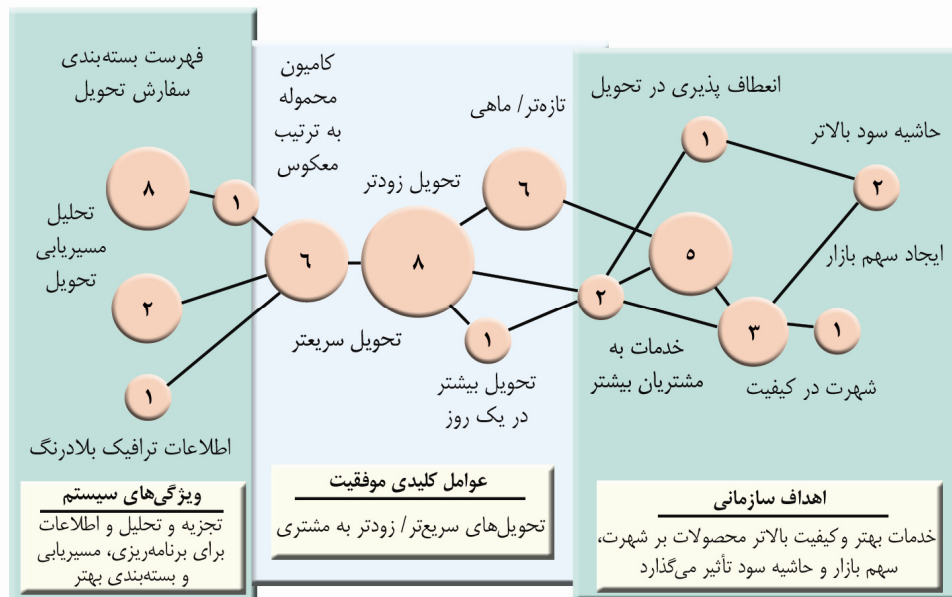 فهرست بسته‌بندی
سفارش تحویل
۸
۱
تحلیل
مسیریابی
تحویل
۲
۱
اطلاعات ترافیک بلادرنگ
ویژگی‌های سیستم
تجزیه و تحلیل و اطلاعات
برای برنامه‌ریزی، مسیریابی
و بسته‌بندی بهتر
کامیون
محموله
به ترتیب
معکوس
۶
تحویل زودتر
۸
تحویل سریعتر
تازه‌تر/ ماهی
۶
۱
تحویل بیشتر
در یک روز
عوامل کلیدی موفقیت
تحویل‌های سریع‌تر/ زودتر به مشتری
انعطاف پذیری در تحویل
۱
حاشیه سود بالاتر
۲
۵
ایجاد سهم بازار
۲
۳
۱
خدمات به
مشتریان بیشتر
شهرت در کیفیت
اهداف سازمانی
خدمات بهتر و کیفیت بالاتر محصولات بر شهرت،
سهم بازار و حاشیه سود تأثیر می‌گذارد